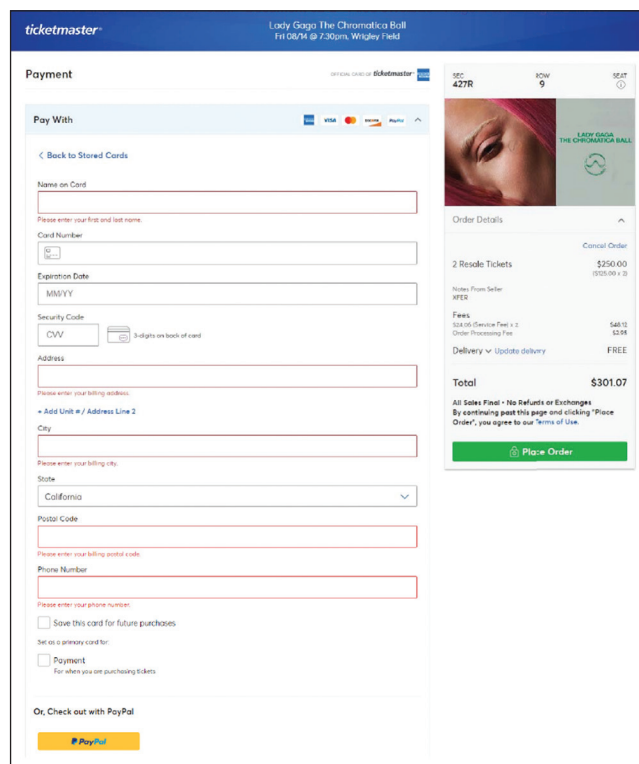 ticketmaster
Lady Gaga The Chromatica Ball
Fri 08/14 @ 7:30pm, Wrigley Field
Payment
OFFICIAL CARD OF ticketmaster
Pay With
VISA
DISCOVER
PayPal
Back to Stored Cards
Name on Card
Please enter your first and last name.
Card Number
Expiration Date
MM/YY
Security Code
CVV
3-digits on back of card
Address
Please enter your billing address.
+ Add Unit # / Address Line 2
City
Please enter your billing city.
State
California
Postal Code
Please enter your billing postal code.
Phone Number
Please enter your phone number.
Save this card for future purchases
Set as a primary card for:
Payment
For when you are purchasing tickets
Or, Check out with PayPal
PayPal
SEC ROW SEAT
427R 9
LADY GAGA
THE CHROMATICA BALL
Order Details
Cancel Order
2 Resale Tickets $250.00
($125.00 x 2)
Notes From Seller
XFER
Fees
$24.06 (Service Fee) x 2 $48.12
Order Processing Fee $2.95
Delivery Update delivery FREE
Total $301.07
All Sales Final - No Refunds or Exchanges
By continuing past this page and clicking "Place
Order", you agree to our Terms of Use.
Place Order